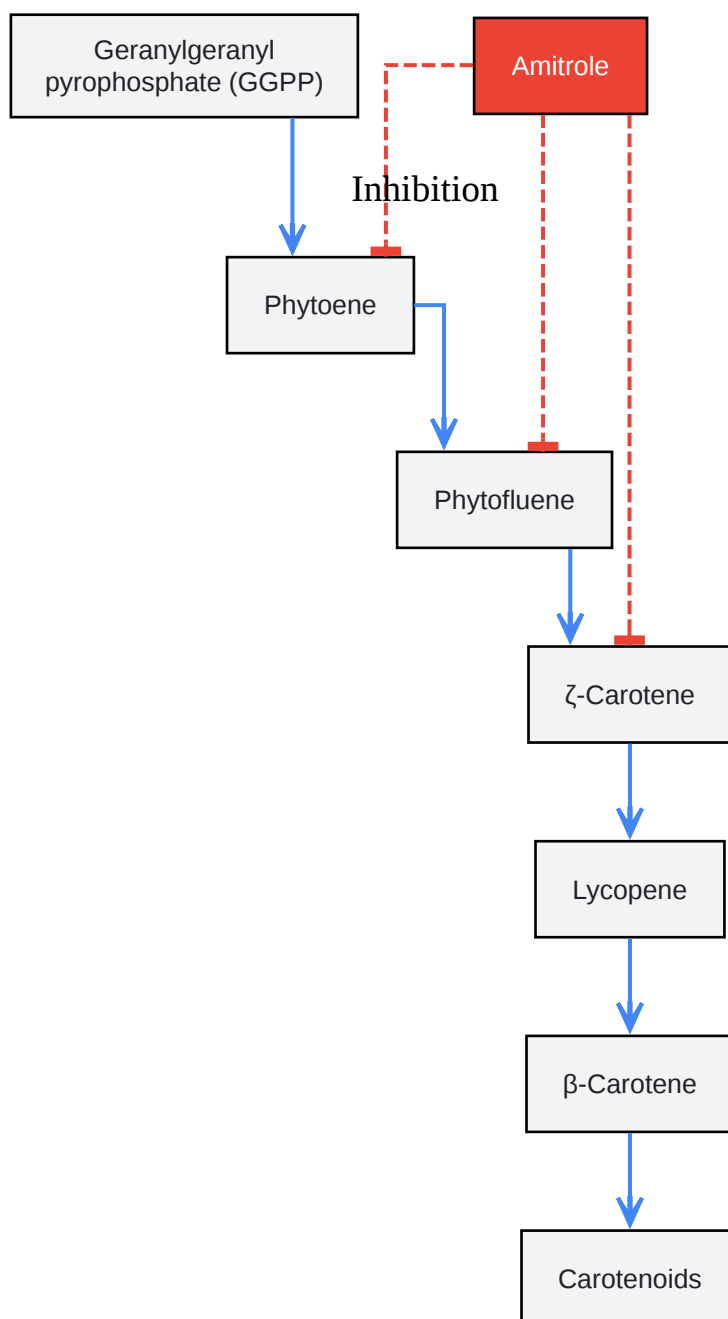 Geranylgeranyl
pyrophosphate (GGPP)
Amitrole
Inhibition
Phytoene
Phytofluene
ζ-Carotene
Lycopene
β-Carotene
Carotenoids